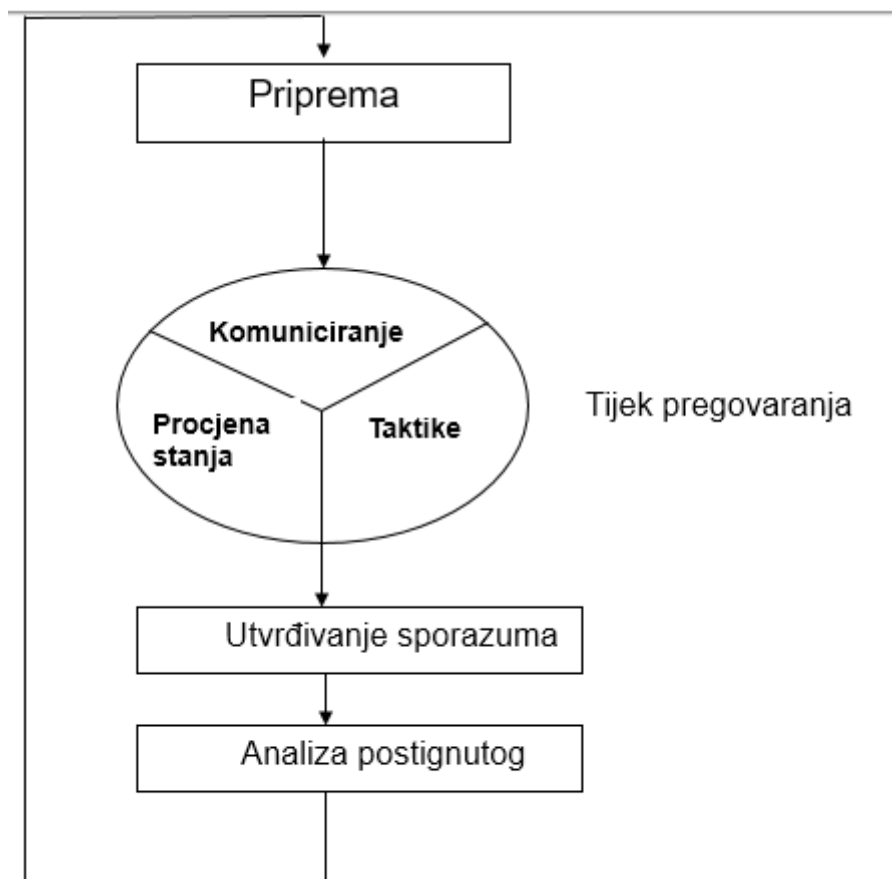 Priprema
Komuniciranje
Procjena
stanja
Taktike
Tijek pregovaranja
Utvrđivanje sporazuma
Analiza postignutog